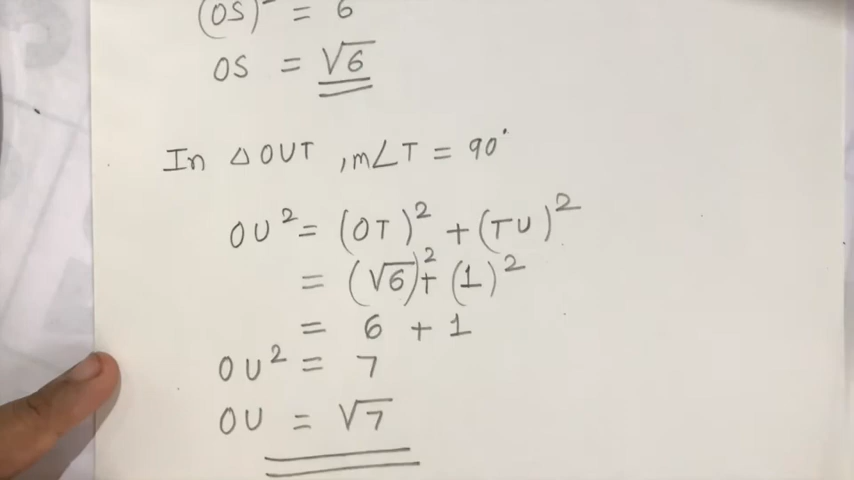 (OS)² = 6
OS = √6
In △OUT, m∠T = 90°
OU² = (OT)² + (TU)²
= (√6)² + (1)²
= 6 + 1
OU² = 7
OU = √7